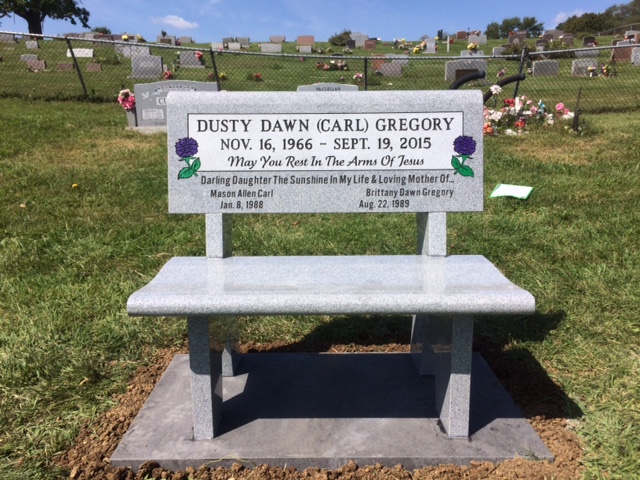 DUSTY DAWN (CARL) GREGORY
NOV. 16, 1966 – SEPT. 19, 2015
May You Rest In The Arms Of Jesus
Darling Daughter The Sunshine In My Life & Loving Mother Of...
Mason Allen Carl Brittany Dawn Gregory
Jan. 8, 1988 Aug. 22, 1989